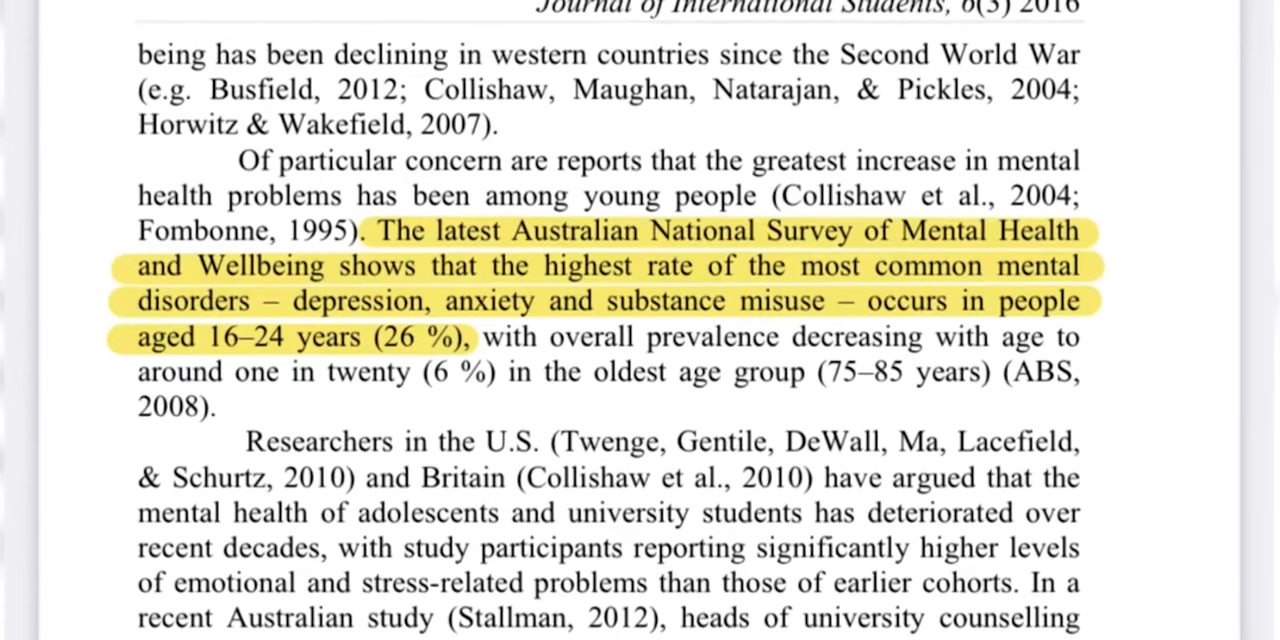 Journal of International Students, 6(3) 2016
being has been declining in western countries since the Second World War
(e.g. Busfield, 2012; Collishaw, Maughan, Natarajan, & Pickles, 2004;
Horwitz & Wakefield, 2007).
Of particular concern are reports that the greatest increase in mental
health problems has been among young people (Collishaw et al., 2004;
Fombonne, 1995). The latest Australian National Survey of Mental Health
and Wellbeing shows that the highest rate of the most common mental
disorders – depression, anxiety and substance misuse – occurs in people
aged 16–24 years (26 %), with overall prevalence decreasing with age to
around one in twenty (6 %) in the oldest age group (75–85 years) (ABS,
2008).
Researchers in the U.S. (Twenge, Gentile, DeWall, Ma, Lacefield,
& Schurtz, 2010) and Britain (Collishaw et al., 2010) have argued that the
mental health of adolescents and university students has deteriorated over
recent decades, with study participants reporting significantly higher levels
of emotional and stress-related problems than those of earlier cohorts. In a
recent Australian study (Stallman, 2012), heads of university counselling